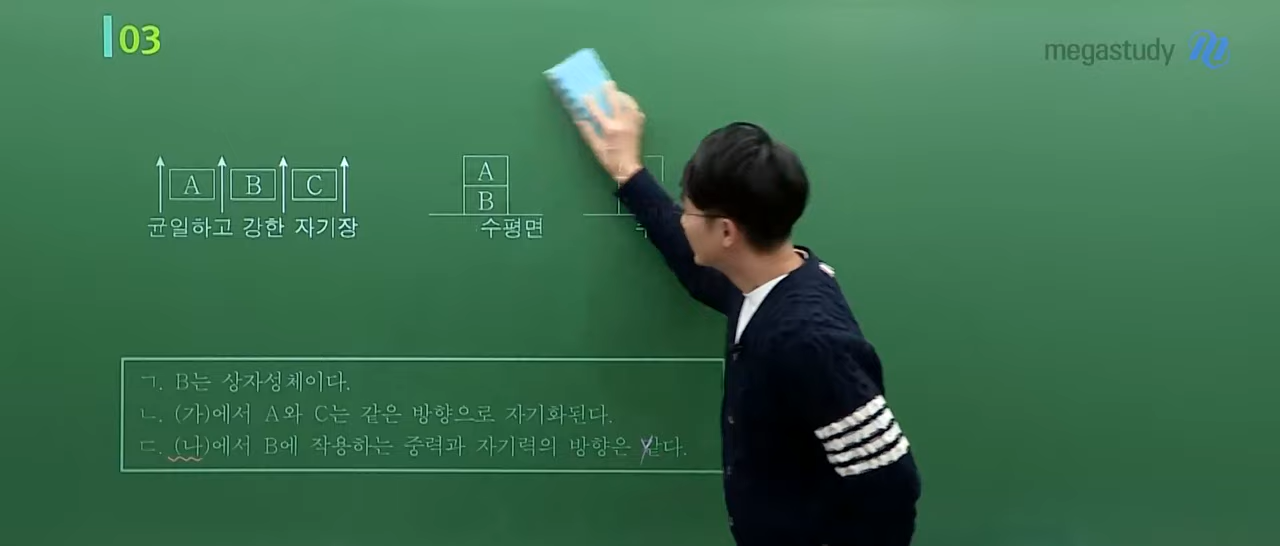 03
megastudy
A B C
균일하고 강한 자기장
A
B
수평면
ㄱ. B는 상자성체이다.
ㄴ. (가)에서 A와 C는 같은 방향으로 자기화된다.
ㄷ. (나)에서 B에 작용하는 중력과 자기력의 방향은 같다.